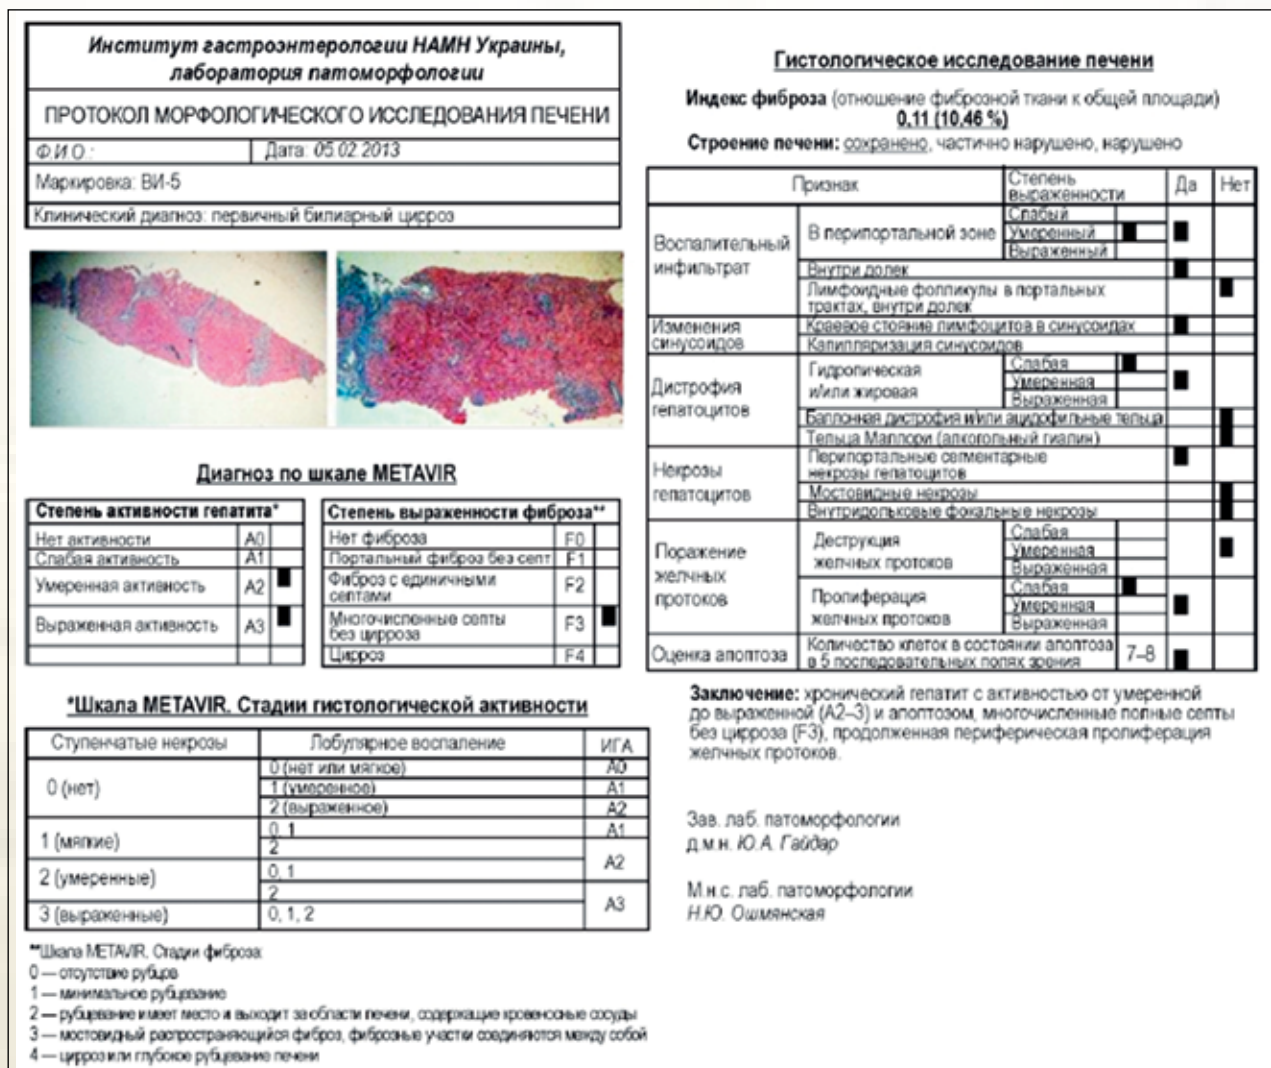 Институт гастроэнтерологии НАМН Украины,
лаборатория патоморфологии
ПРОТОКОЛ МОРФОЛОГИЧЕСКОГО ИССЛЕДОВАНИЯ ПЕЧЕНИ
Ф.И.О.: Дата: 05.02.2013
Маркировка: ВИ-5
Клинический диагноз: первичный билиарный цирроз
Диагноз по шкале METAVIR
Степень активности гепатита*
Нет активности A0
Слабая активность A1
Умеренная активность A2
Выраженная активность A3
Степень выраженности фиброза**
Нет фиброза F0
Портальный фиброз без септ F1
Фиброз с единичными
септами F2
Многочисленные септы
без цирроза F3
Цирроз F4
*Шкала METAVIR. Стадии гистологической активности
Ступенчатые некрозы Лобулярное воспаление ИГА
0 (нет) 0 (нет или мягкое) A0
1 (умеренное) A1
2 (выраженное) A2
1 (мягкие) 0, 1 A1
2 A2
2 (умеренные) 0, 1
2 A3
3 (выраженные) 0, 1, 2
**Шкала METAVIR. Стадии фиброза:
0 — отсутствие рубцов
1 — минимальное рубцевание
2 — рубцевание имеет место и выходит за области печени, содержащие кровеносные сосуды
3 — мостовидный распространяющийся фиброз, фиброзные участки соединяются между собой
4 — цирроз или глубокое рубцевание печени
Гистологическое исследование печени
Индекс фиброза (отношение фиброзной ткани к общей площади)
0,11 (10,46 %)
Строение печени: сохранено, частично нарушено, нарушено
Признак Степень
выраженности Да Нет
Воспалительный
инфильтрат
В перипортальной зоне Слабый
Умеренный
Выраженный
Внутри долек
Лимфоидные фолликулы в портальных
трактах, внутри долек
Изменения
синусоидов
Краевое стояние лимфоцитов в синусоидах
Капилляризация синусоидов
Дистрофия
гепатоцитов
Гидропическая
и/или жировая
Слабая
Умеренная
Выраженная
Баллонная дистрофия и/или ацидофильные тельца
Тельца Маллори (алкогольный гиалин)
Некрозы
гепатоцитов
Перипортальные сегментарные
некрозы гепатоцитов
Мостовидные некрозы
Внутридольковые фокальные некрозы
Поражение
желчных
протоков
Деструкция
желчных протоков
Слабая
Умеренная
Выраженная
Пролиферация
желчных протоков
Слабая
Умеренная
Выраженная
Оценка апоптоза
Количество клеток в состоянии апоптоза
в 5 последовательных полях зрения 7–8
Заключение: хронический гепатит с активностью от умеренной
до выраженной (A2–3) и апоптозом, многочисленные полные септы
без цирроза (F3), продолженная периферическая пролиферация
желчных протоков.
Зав. лаб. патоморфологии
д.м.н. Ю.А. Гайдар
М.н.с. лаб. патоморфологии
Н.Ю. Ошмянская